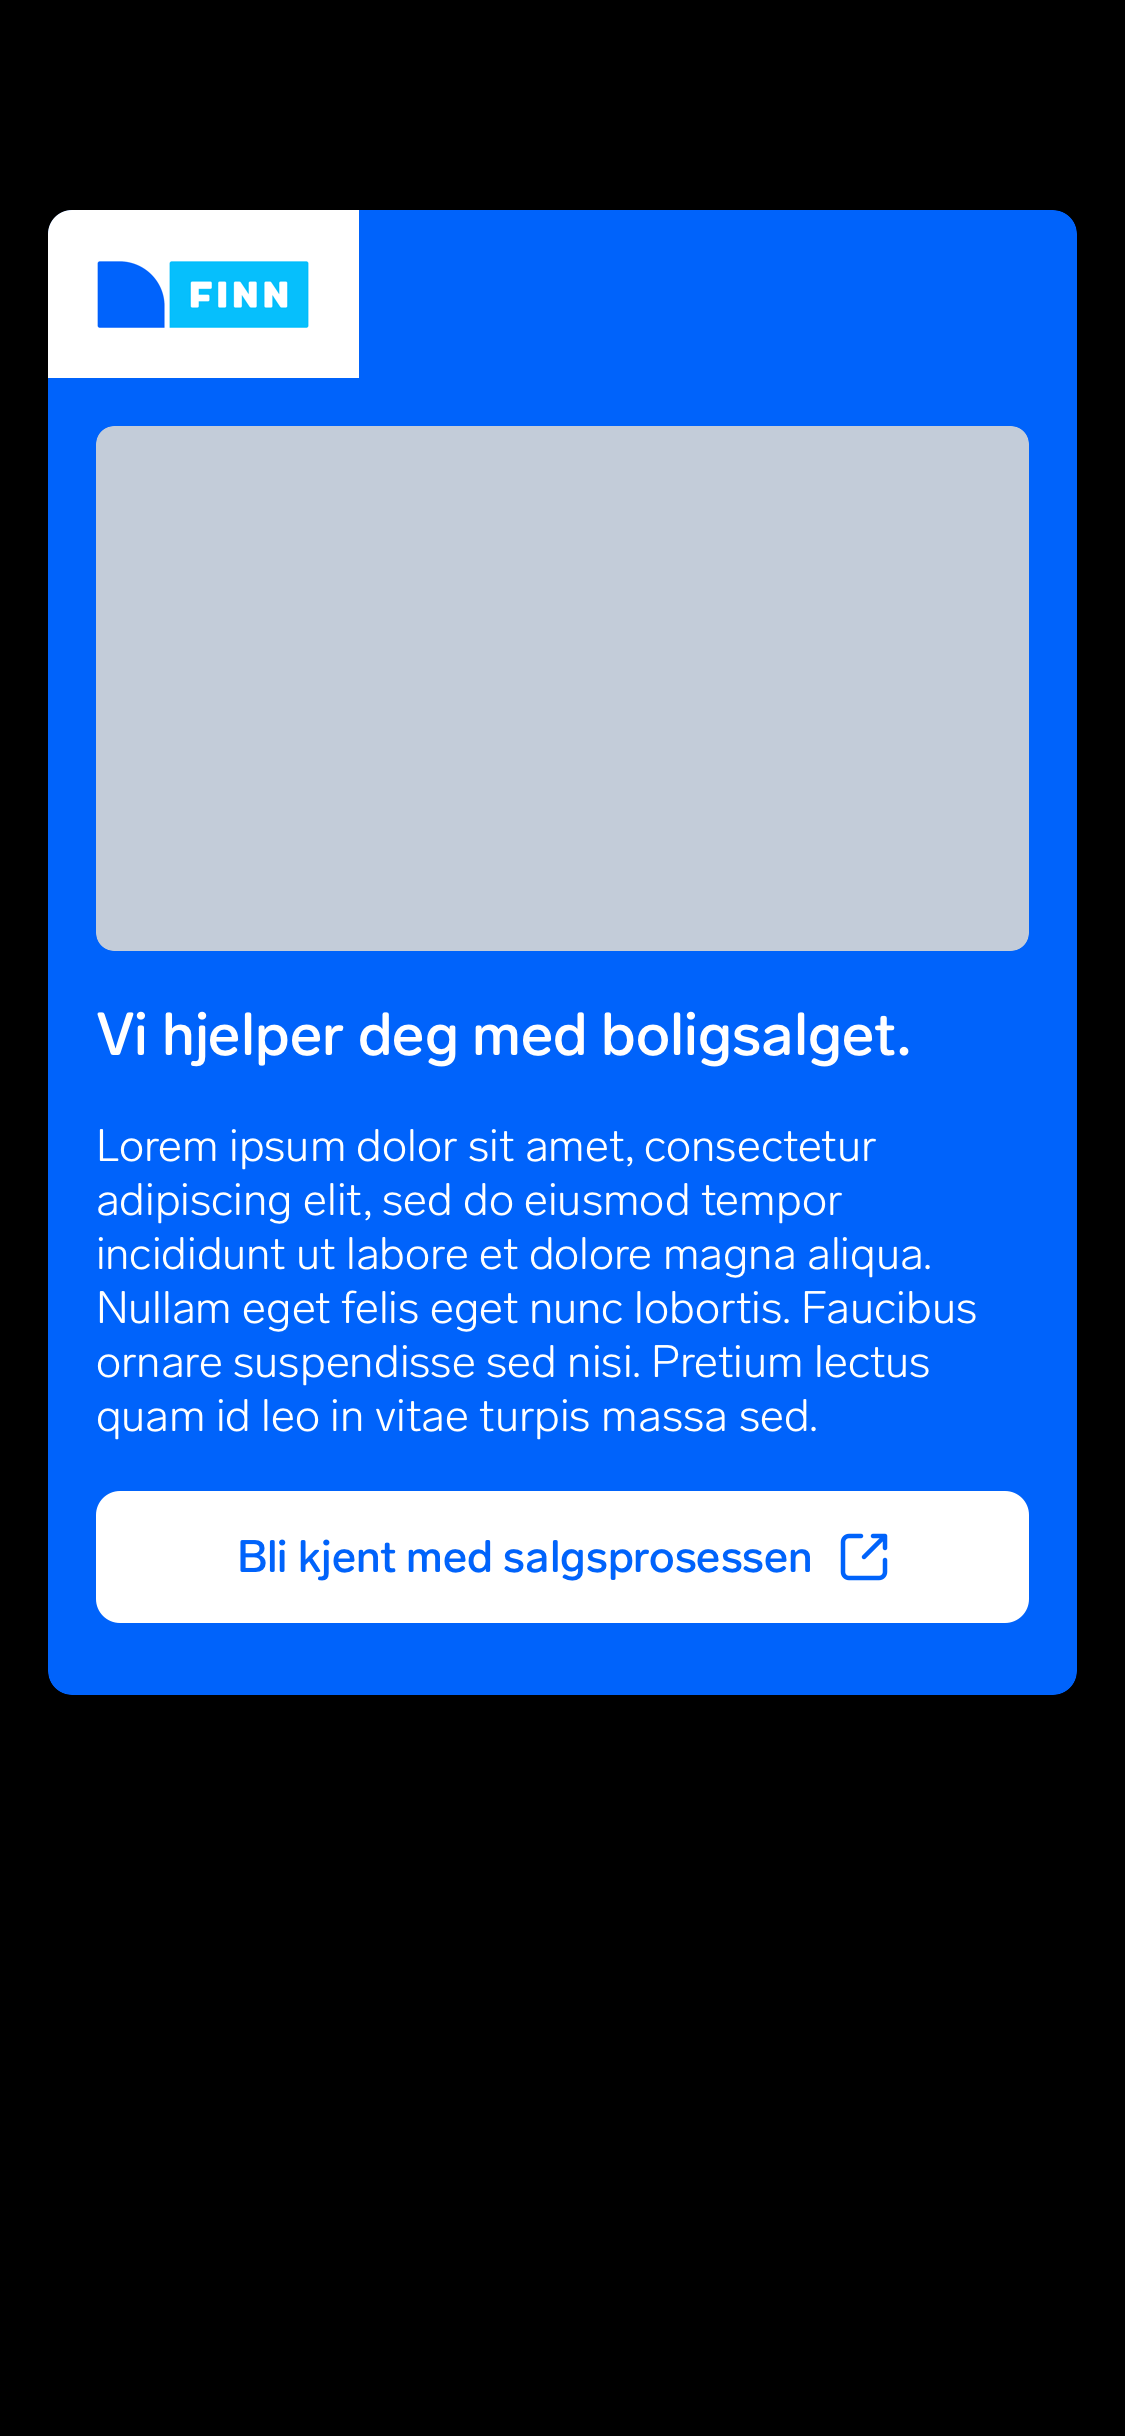 FINN
Vi hjelper deg med boligsalget.
Lorem ipsum dolor sit amet, consectetur
adipiscing elit, sed do eiusmod tempor
incididunt ut labore et dolore magna aliqua.
Nullam eget felis eget nunc lobortis. Faucibus
ornare suspendisse sed nisi. Pretium lectus
quam id leo in vitae turpis massa sed.
Bli kjent med salgsprosessen